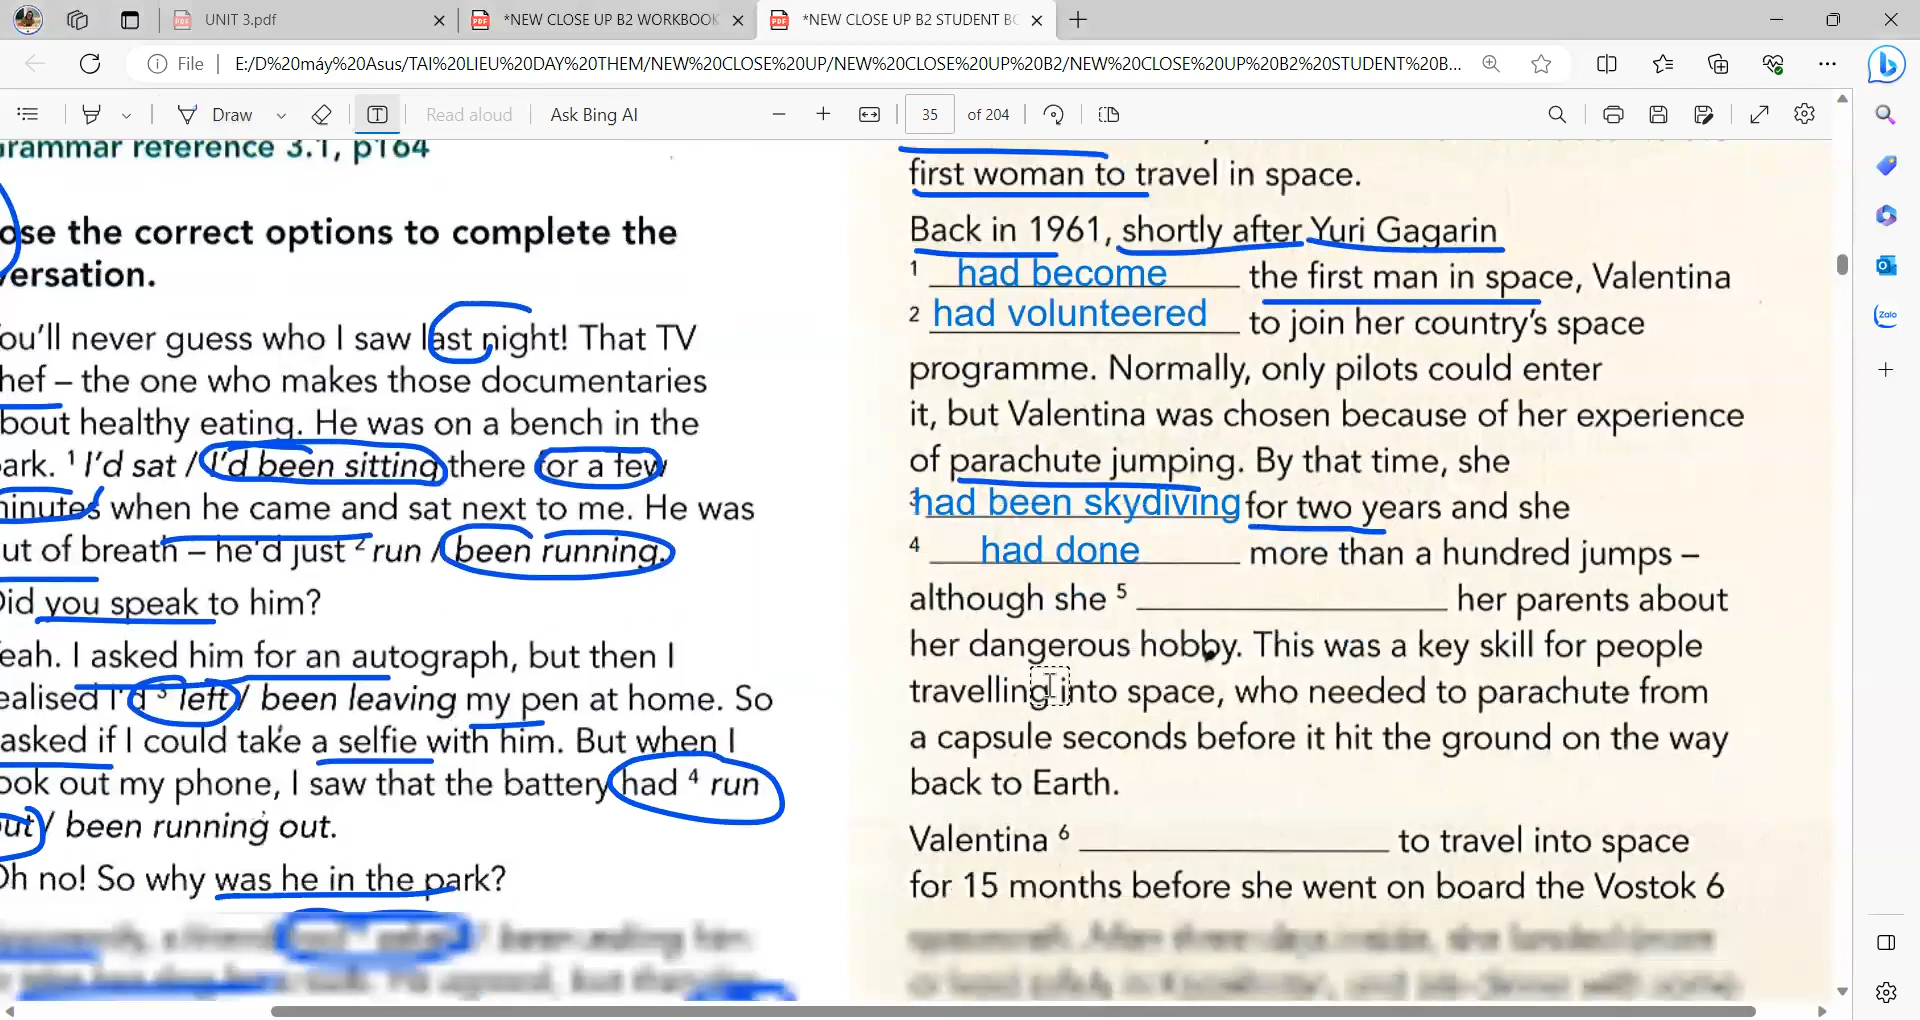 UNIT 3.pdf
*NEW CLOSE UP B2 WORKBOOK
*NEW CLOSE UP B2 STUDENT BO
File
E:/D%20máy%20Asus/TAI%20LIEU%20DAY%20THEM/NEW%20CLOSE%20UP/NEW%20CLOSE%20UP%20B2/NEW%20CLOSE%20UP%20B2%20STUDENT%20B...
Draw
Read aloud
Ask Bing AI
35 of 204
Zalo
rammar reference 3.1, p164
ose the correct options to complete the
versation.
ou'll never guess who I saw last night! That TV
hef – the one who makes those documentaries
bout healthy eating. He was on a bench in the
ark. 1 I'd sat / I'd been sitting there for a few
minutes when he came and sat next to me. He was
ut of breath – he'd just 2 run / been running.
Did you speak to him?
eah. I asked him for an autograph, but then I
ealised I'd 3 left / been leaving my pen at home. So
asked if I could take a selfie with him. But when I
ook out my phone, I saw that the battery had 4 run
out / been running out.
Oh no! So why was he in the park?
first woman to travel in space.
Back in 1961, shortly after Yuri Gagarin
1 had become the first man in space, Valentina
2 had volunteered to join her country's space
programme. Normally, only pilots could enter
it, but Valentina was chosen because of her experience
of parachute jumping. By that time, she
3 had been skydiving for two years and she
4 had done more than a hundred jumps –
although she 5 ____ her parents about
her dangerous hobby. This was a key skill for people
travelling into space, who needed to parachute from
a capsule seconds before it hit the ground on the way
back to Earth.
Valentina 6 ____ to travel into space
for 15 months before she went on board the Vostok 6